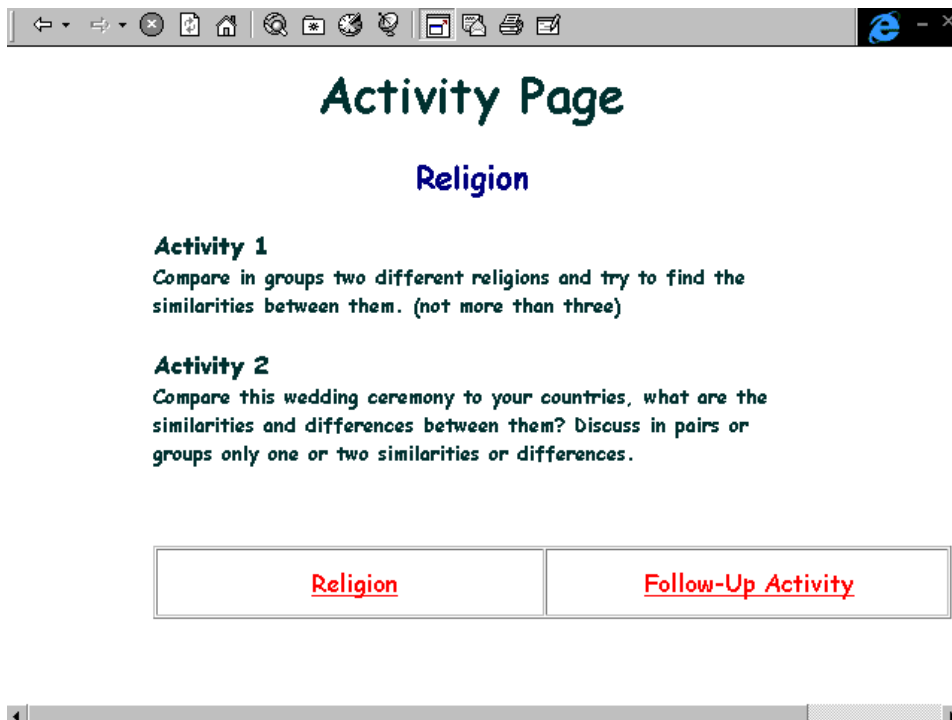 Activity Page
Religion
Activity 1
Compare in groups two different religions and try to find the
similarities between them. (not more than three)
Activity 2
Compare this wedding ceremony to your countries, what are the
similarities and differences between them? Discuss in pairs or
groups only one or two similarities or differences.
Religion
Follow-Up Activity